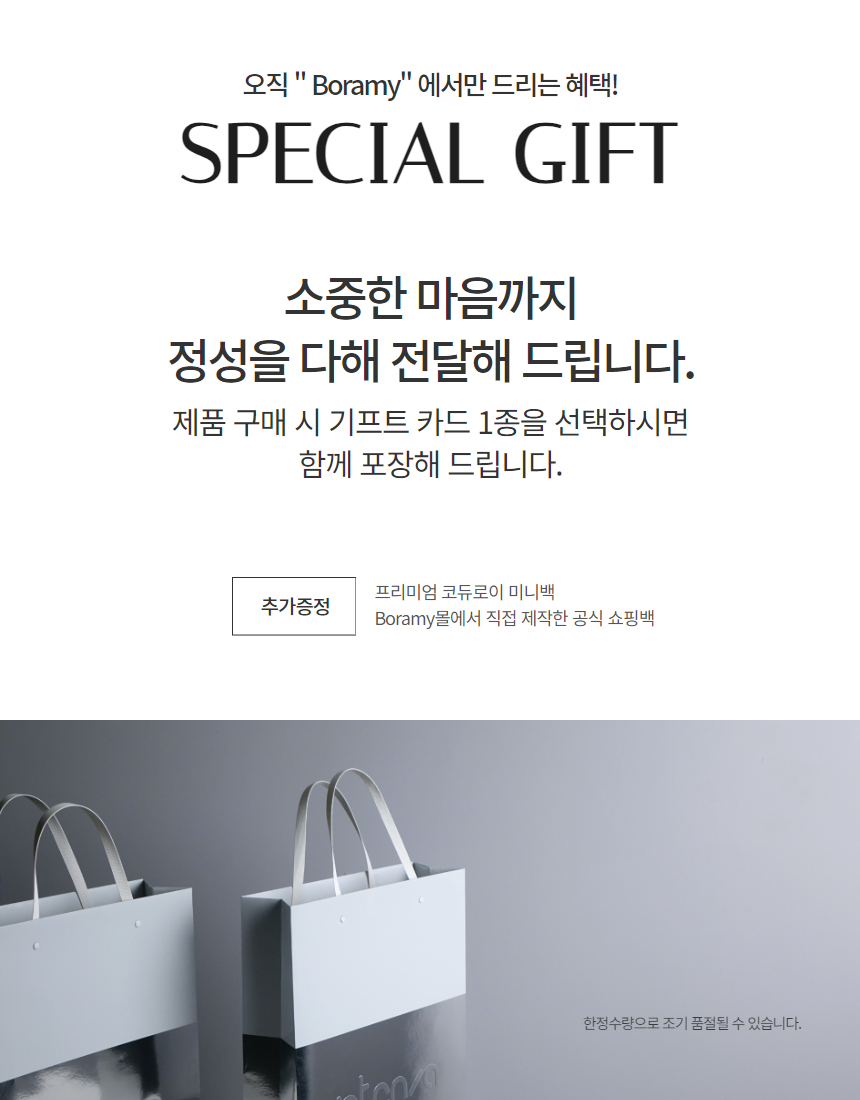 오직 " Boramy" 에서만 드리는 혜택!
SPECIAL GIFT
소중한 마음까지
정성을 다해 전달해 드립니다.
제품 구매 시 기프트 카드 1종을 선택하시면
함께 포장해 드립니다.
추가증정
프리미엄 코듀로이 미니백
Boramy몰에서 직접 제작한 공식 쇼핑백
한정수량으로 조기 품절될 수 있습니다.